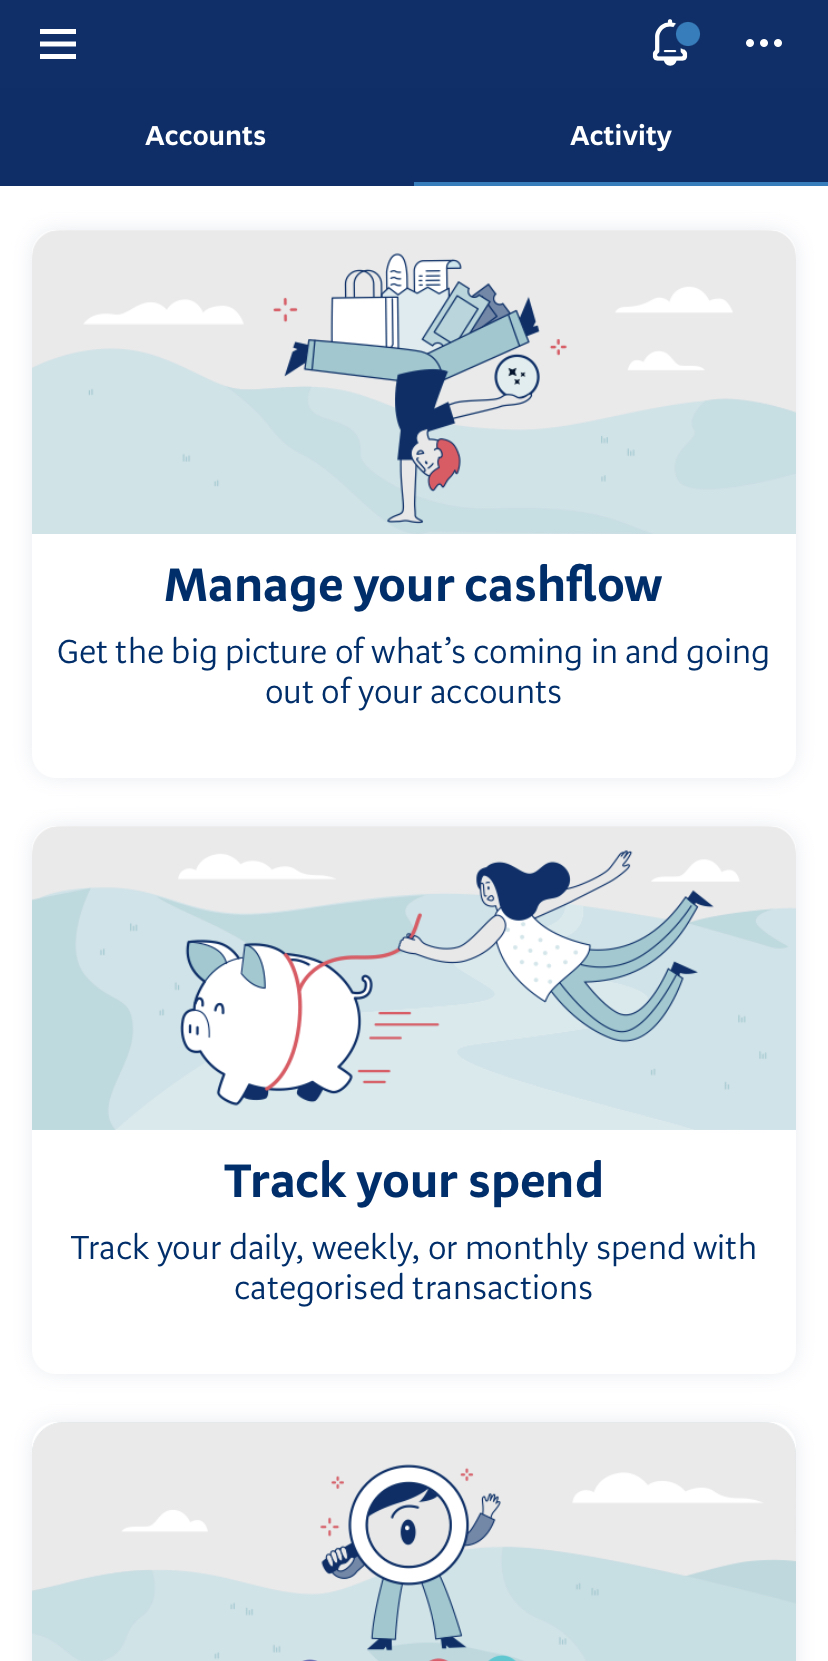 Accounts
Activity
Manage your cashflow
Get the big picture of what’s coming in and going
out of your accounts
Track your spend
Track your daily, weekly, or monthly spend with
categorised transactions